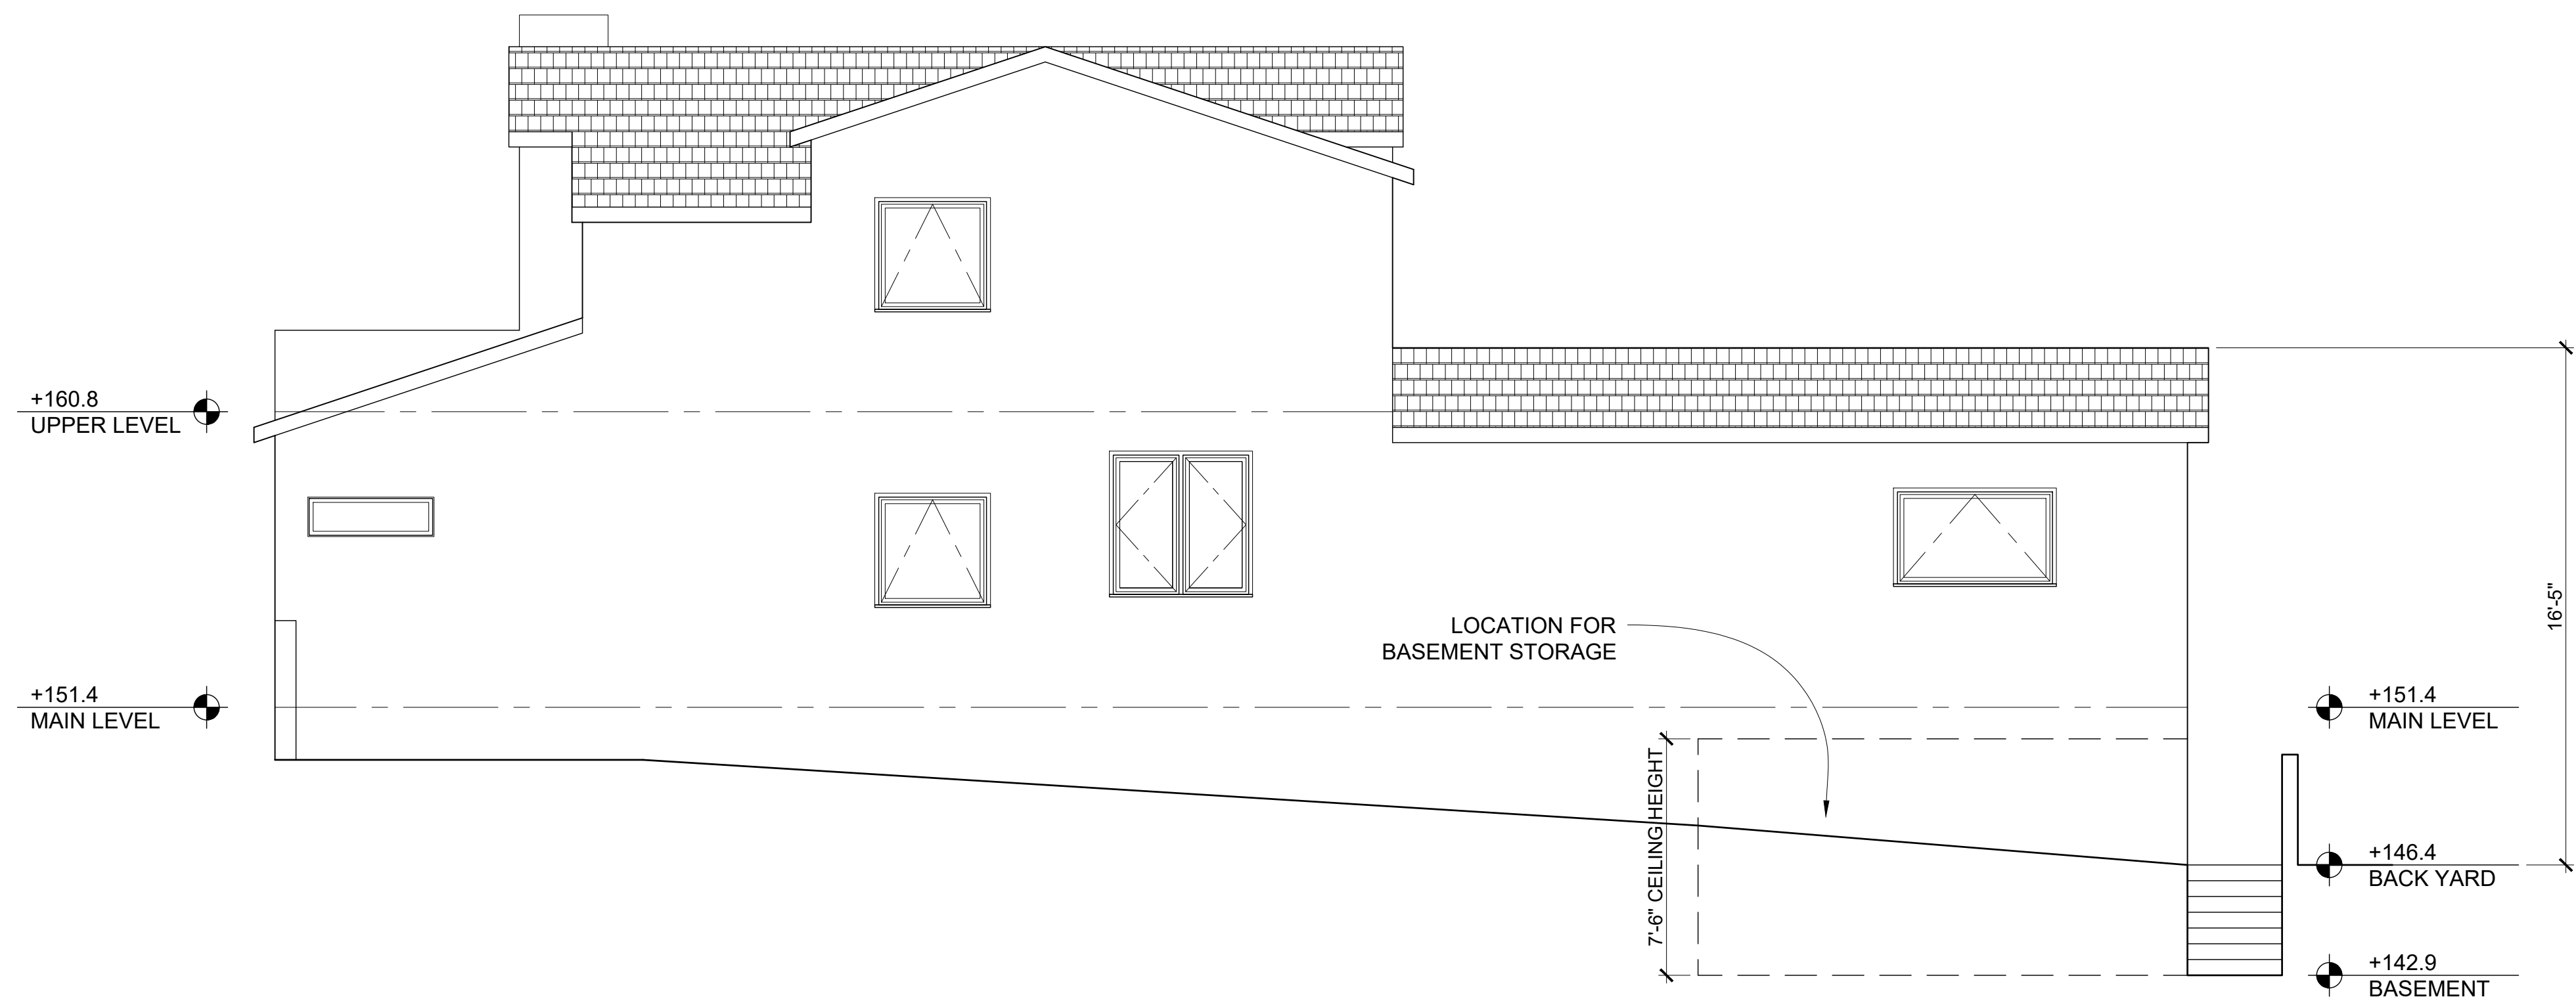 +160.8
UPPER LEVEL
16'-5"
LOCATION FOR
BASEMENT STORAGE
+151.4
MAIN LEVEL
+151.4
MAIN LEVEL
7'-6" CEILING HEIGHT
+146.4
BACK YARD
+142.9
BASEMENT